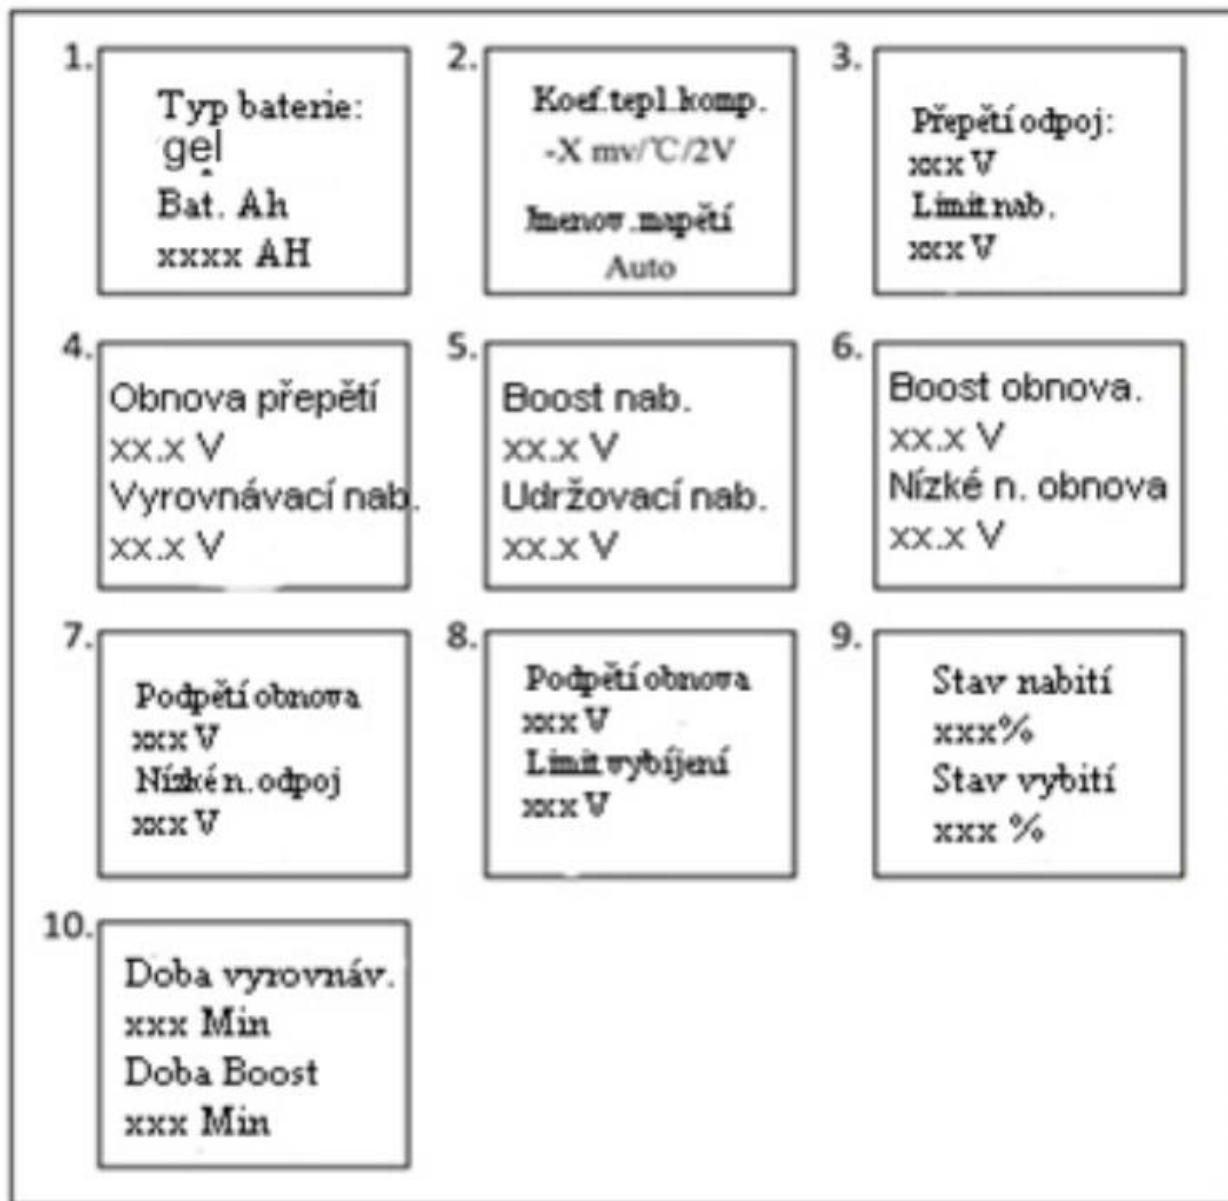 1.
Typ baterie:
gel
Bat. Ah
xxxx AH
2.
Koef.tepl.komp.
-X mv/℃/2V
Jmenov.mapětí
Auto
3.
Přepětí odpoj:
xxx V
Limit nab.
xxx V
4.
Obnova přepětí
xx.x V
Vyrovnávací nab.
xx.x V
5.
Boost nab.
xx.x V
Udržovací nab.
xx.x V
6.
Boost obnova.
xx.x V
Nízké n. obnova
xx.x V
7.
Podpětí obnova
xxx V
Nízké n. odpoj
xxx V
8.
Podpětí obnova
xxx V
Limit vybíjení
xxx V
9.
Stav nabití
xxx%
Stav vybití
xxx %
10.
Doba vyrovnáv.
xxx Min
Doba Boost
xxx Min